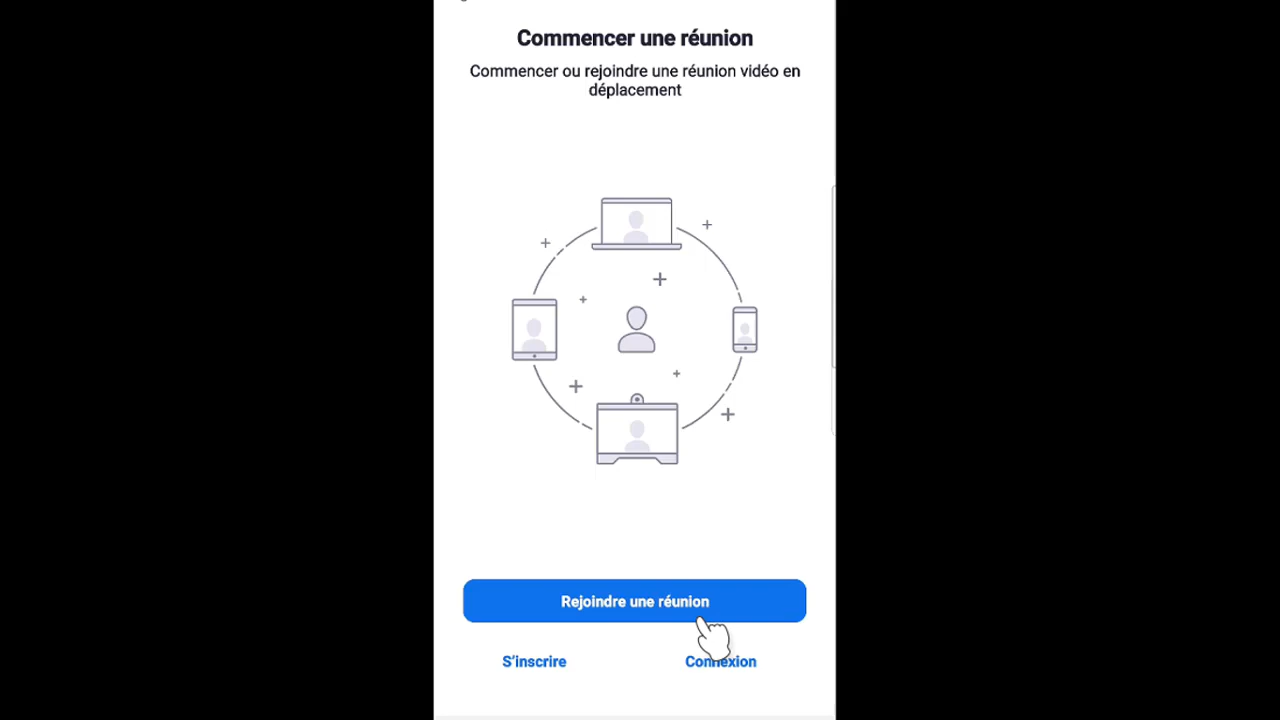 Commencer une réunion
Commencer ou rejoindre une réunion vidéo en
déplacement
Rejoindre une réunion
S'inscrire
Connexion